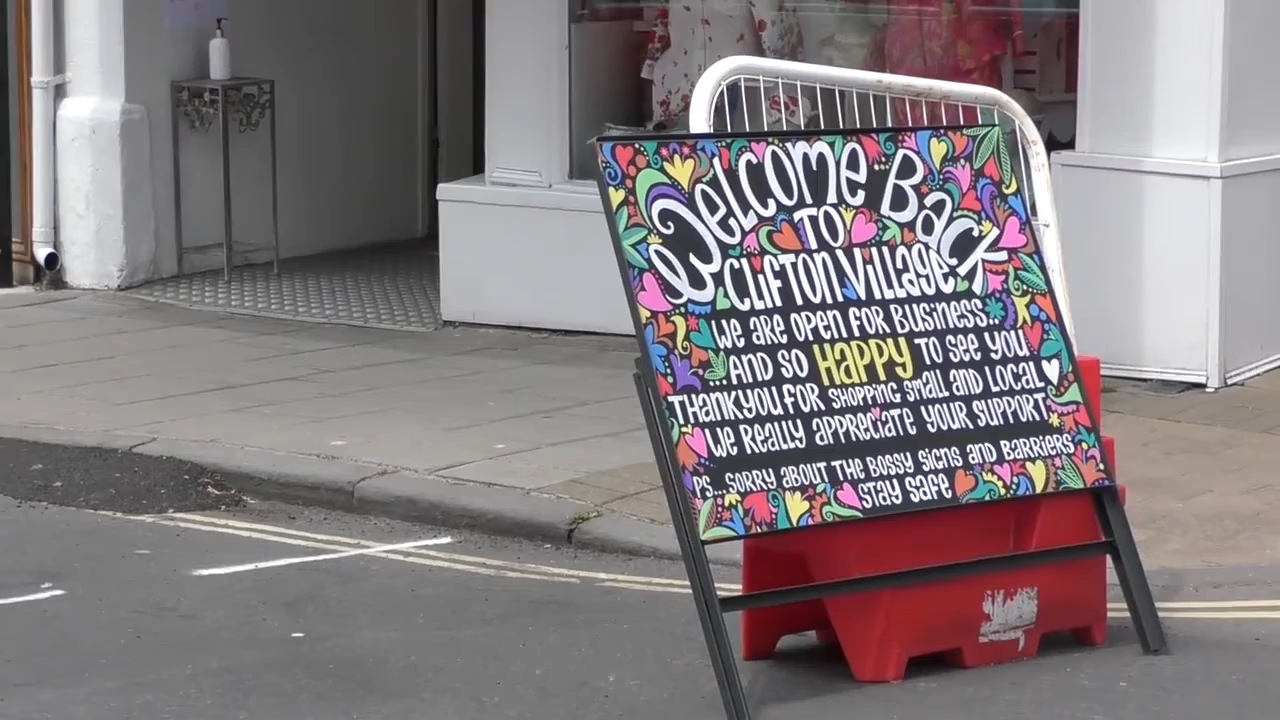 Welcome Back
TO
CLIFTON VILLAGE
WE ARE OPEN FOR BUSINESS..
..AND SO HAPPY TO SEE YOU
THANKYOU FOR SHOPPING SMALL AND LOCAL
WE REALLY APPRECIATE YOUR SUPPORT
PS...SORRY ABOUT THE BOSSY SIGNS AND BARRIERS
STAY SAFE